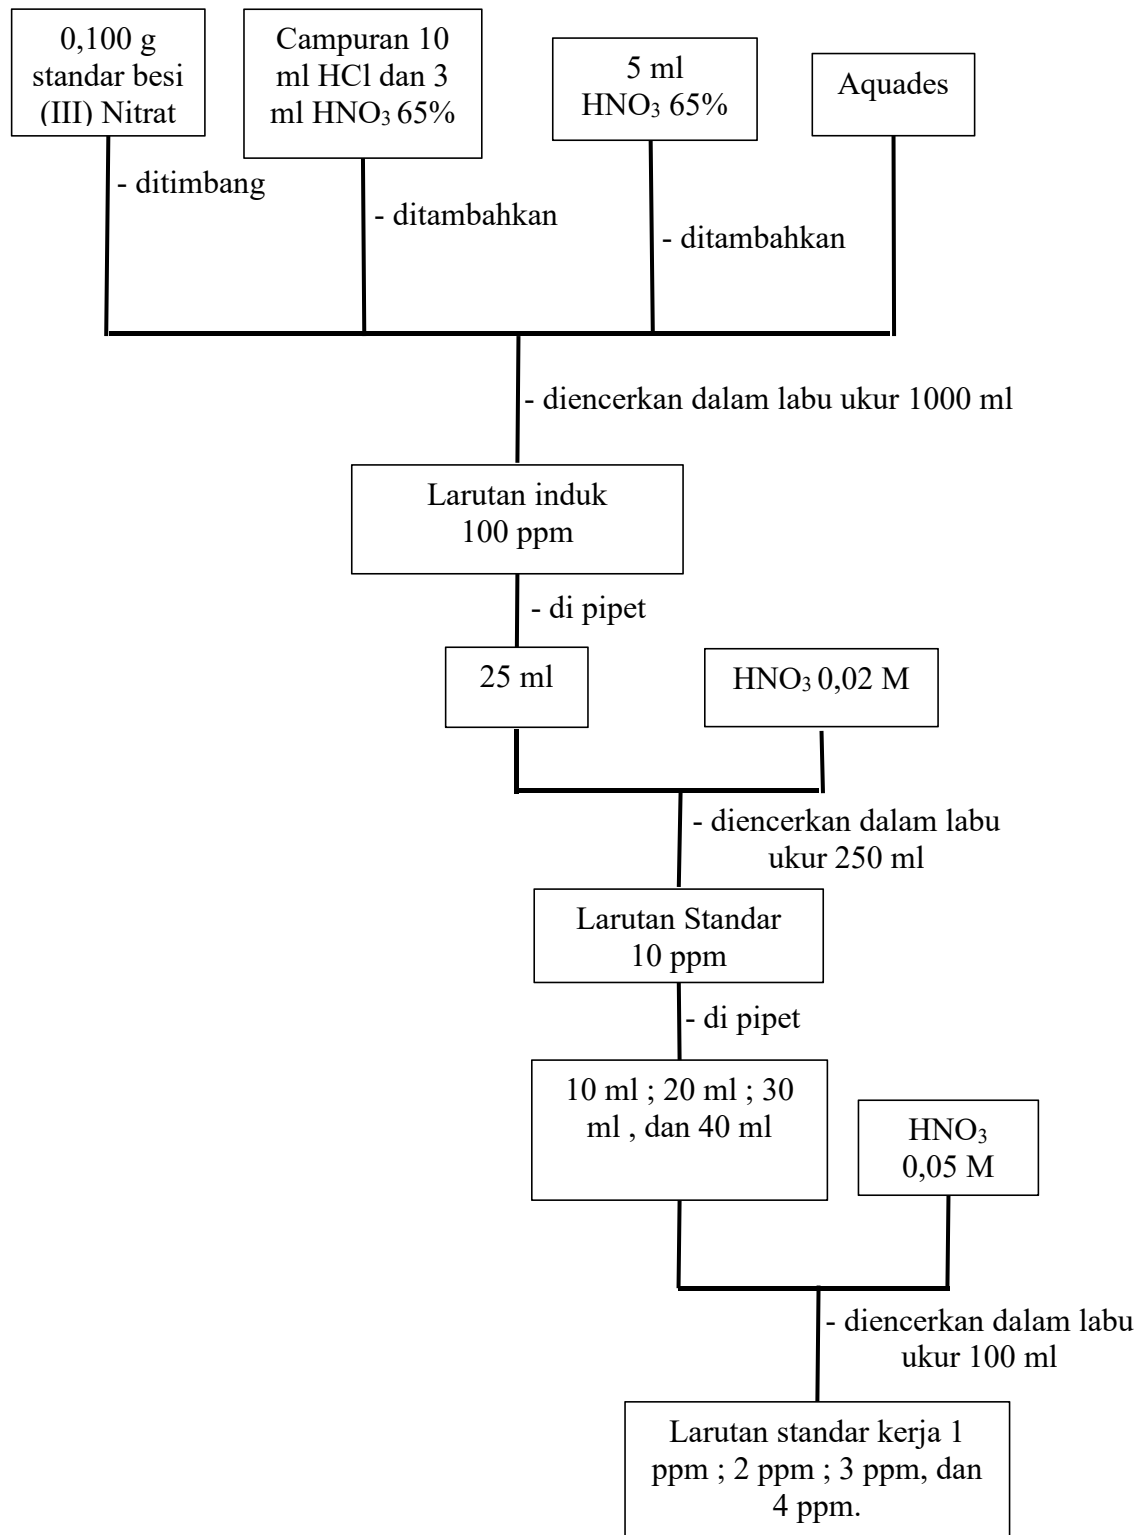 0,100 g
standar besi
(III) Nitrat
Campuran 10
ml HCl dan 3
ml HNO₃ 65%
5 ml
HNO₃ 65%
Aquades
- ditimbang
- ditambahkan
- ditambahkan
- diencerkan dalam labu ukur 1000 ml
Larutan induk
100 ppm
- di pipet
25 ml
HNO₃ 0,02 M
- diencerkan dalam labu
ukur 250 ml
Larutan Standar
10 ppm
- di pipet
10 ml ; 20 ml ; 30
ml , dan 40 ml
HNO₃
0,05 M
- diencerkan dalam labu
ukur 100 ml
Larutan standar kerja 1
ppm ; 2 ppm ; 3 ppm, dan
4 ppm.